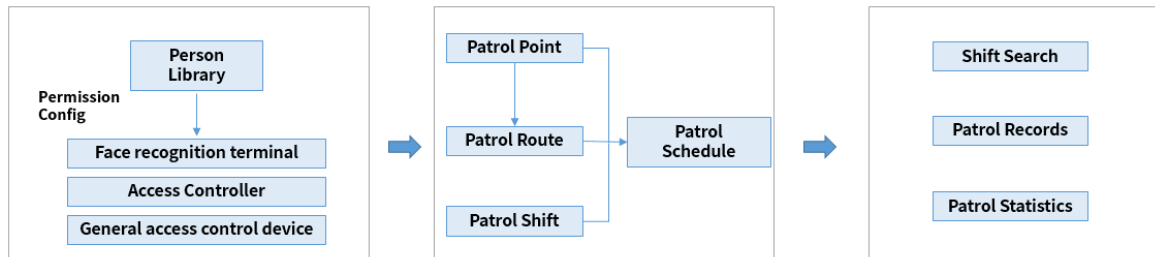 Person
Library
Permission
Config
Face recognition terminal
Access Controller
General access control device
Patrol Point
Patrol Route
Patrol Shift
Patrol
Schedule
Shift Search
Patrol Records
Patrol Statistics